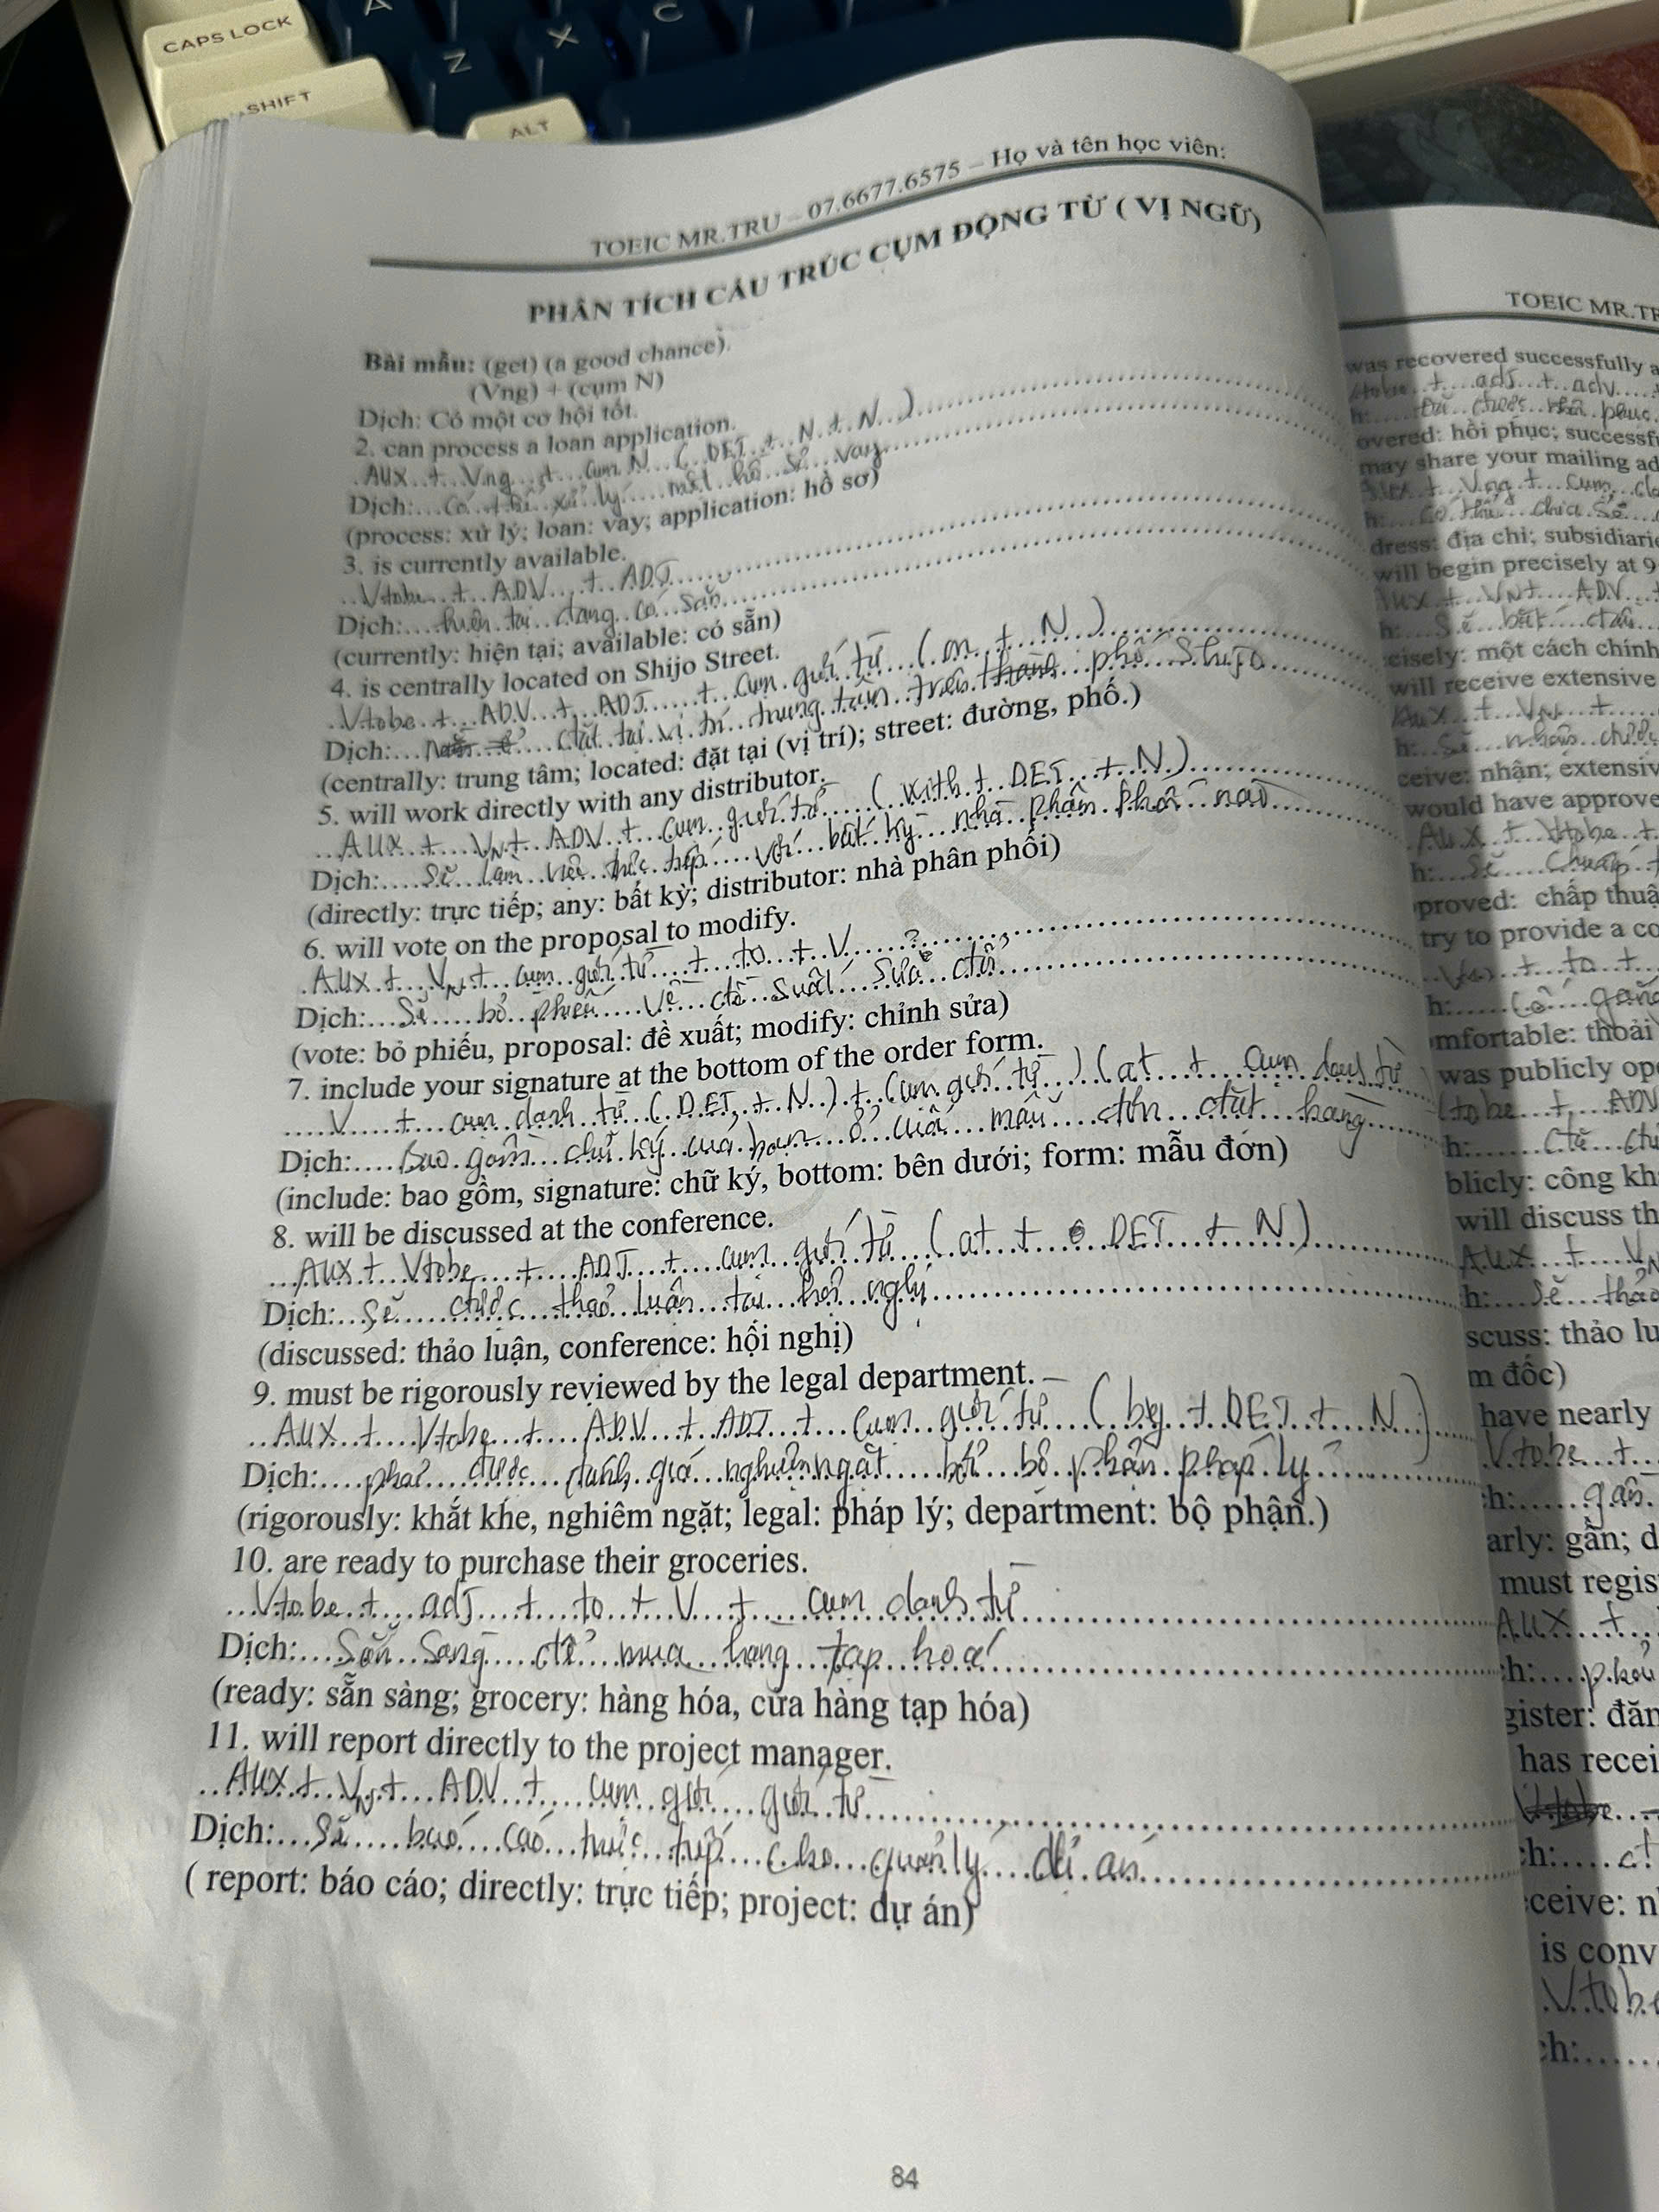 CAPS LOCK
A
C
Z
X
SHIFT
ALT
TOEIC MR.TRU – 07.6677.6575 – Họ và tên học viên:
PHÂN TÍCH CẤU TRÚC CỤM ĐỘNG TỪ ( VỊ NGỮ)
Bài mẫu: (get) (a good chance).
(Vng) + (cụm N)
Dịch: Có một cơ hội tốt.
2. can process a loan application.
AUX + Vng + cụm N ( DET + N + N )
Dịch: Có thể xử lý một hồ sơ vay
(process: xử lý; loan: vay; application: hồ sơ)
3. is currently available.
Vtobe + ADV + ADJ
Dịch: hiện tại đang có sẵn
(currently: hiện tại; available: có sẵn)
4. is centrally located on Shijo Street.
Vtobe + ADV + ADJ + cụm giới từ ( on + N )
Dịch: đặt tại vị trí trung tâm trên phố Shijo
(centrally: trung tâm; located: đặt tại (vị trí); street: đường, phố.)
5. will work directly with any distributor.
AUX + VN + ADV + cụm giới từ ( with + DET + N )
Dịch: Sẽ làm việc trực tiếp với bất kỳ nhà phân phối nào
(directly: trực tiếp; any: bất kỳ; distributor: nhà phân phối)
6. will vote on the proposal to modify.
AUX + VN + cụm giới từ + to + V ?
Dịch: Sẽ bỏ phiếu về đề suất sửa đổi
(vote: bỏ phiếu, proposal: đề xuất; modify: chỉnh sửa)
7. include your signature at the bottom of the order form.
V + cụm danh từ ( DET + N ) + (cụm giới từ ) ( at + cụm danh từ
Dịch: Bao gồm chữ ký của bạn ở cuối mẫu đơn đặt hàng
(include: bao gồm, signature: chữ ký, bottom: bên dưới; form: mẫu đơn)
8. will be discussed at the conference.
AUX + Vtobe + ADJ + cụm giới từ ( at + DET + N )
Dịch: Sẽ được thảo luận tại hội nghị
(discussed: thảo luận, conference: hội nghị)
9. must be rigorously reviewed by the legal department.
AUX + Vtobe + ADV + ADJ + Cụm giới từ ( by + DET + N )
Dịch: phải được đánh giá nghiêm ngặt bởi bộ phận pháp lý
(rigorously: khắt khe, nghiêm ngặt; legal: pháp lý; department: bộ phận.)
10. are ready to purchase their groceries.
Vtobe + adj + to + V + cụm danh từ
Dịch: Sẵn sàng để mua hàng tạp hoá
(ready: sẵn sàng; grocery: hàng hóa, cửa hàng tạp hóa)
11. will report directly to the project manager.
AUX + VN + ADV + cụm giới giới từ
Dịch: Sẽ báo cáo trực tiếp cho quản lý dự án
( report: báo cáo; directly: trực tiếp; project: dự án)
84
TOEIC MR.TR
was recovered successfully a
+ adj + adv
overed: hồi phục; successf
may share your mailing ad
+ Vng + cụm
có thể chia sẻ
dress: địa chỉ; subsidiari
will begin precisely at 9
AUX + VN + ADV +
h: Sẽ bắt đầu
cisely: một cách chính
will receive extensive
AUX + VN +
h: Sẽ nhận
ceive: nhận; extensiv
would have approve
AUX + Vtobe +
h: Sẽ
proved: chấp thuậ
try to provide a co
+ to +
h: Cố gắng
mfortable: thoải
was publicly op
tobe + ADV
h:
blicly: công kh
will discuss th
AUX + VN
h: Sẽ thảo
scuss: thảo lu
m đốc)
have nearly
Vtobe +
h: gần
arly: gần; d
must regis
AUX +
h: phải
gister: đăn
has recei
ch:
ceive: n
is conv
Vtobe
ch: